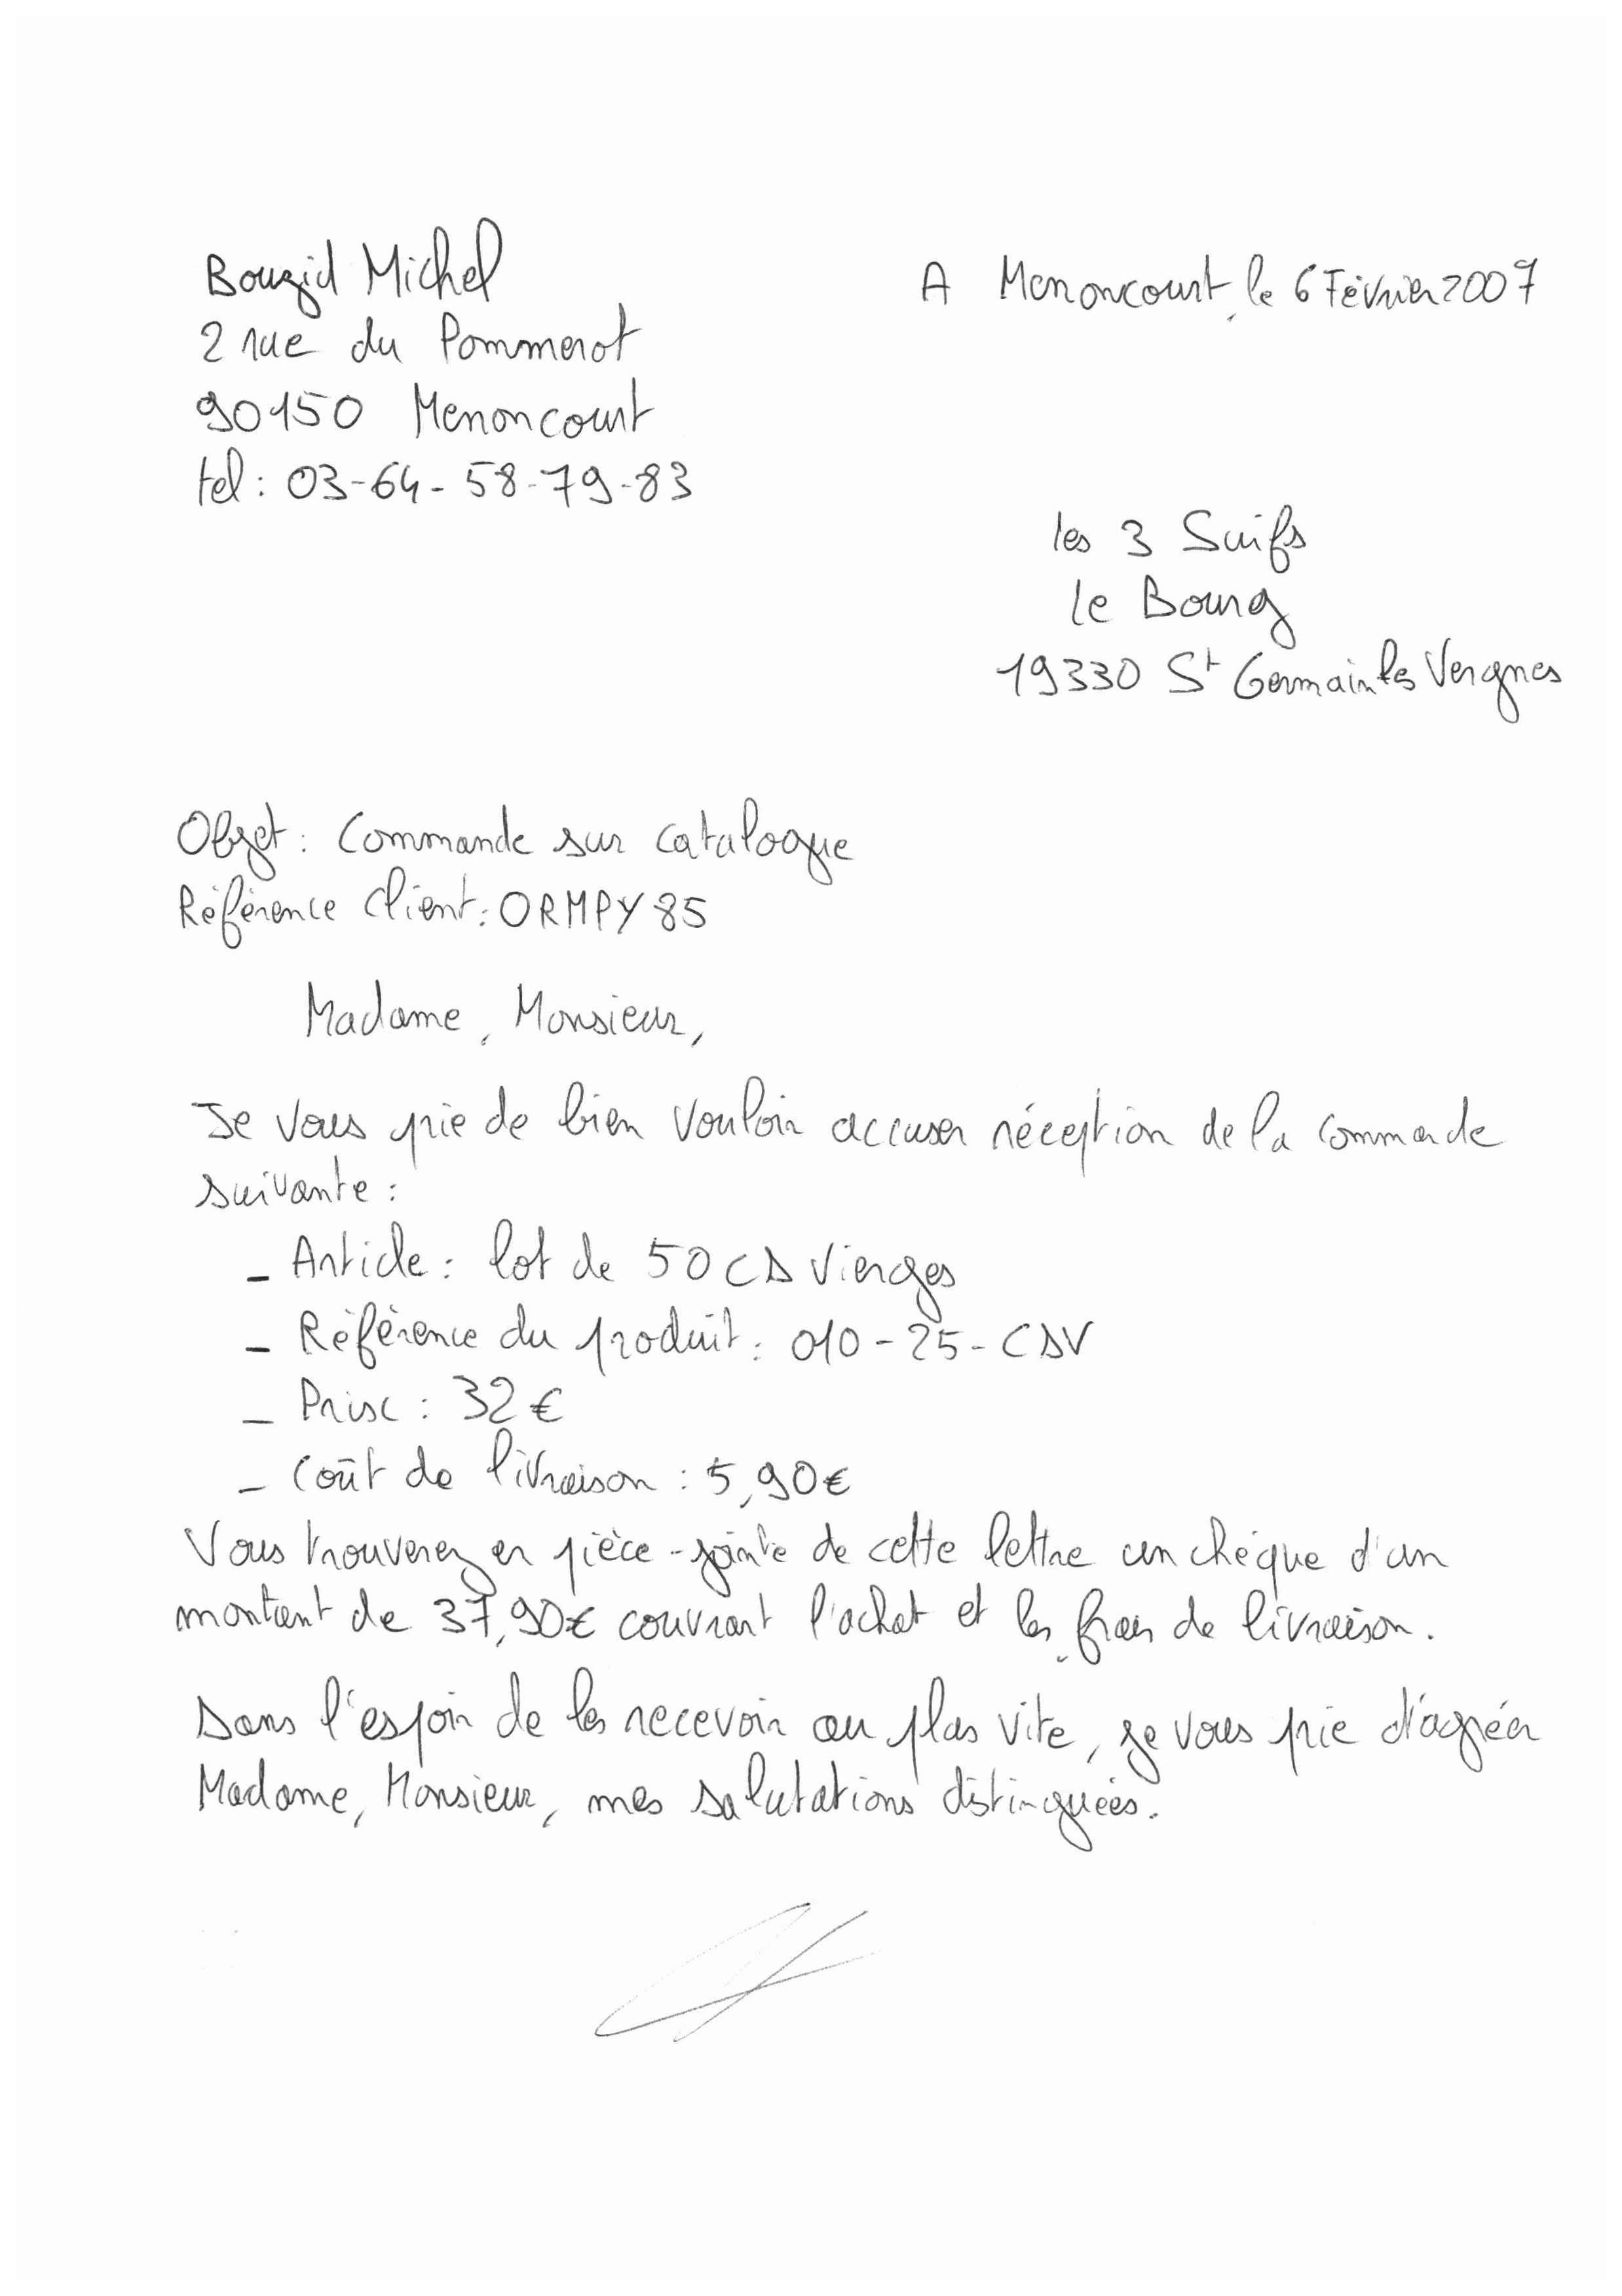 Bouzid Michel
A Menoncourt, le 6 Février 2007
2 rue du Pommerot
90150 Menoncourt
tel : 03-64-58-79-83
les 3 Suifs
le Bourg
19330 St Germain les Vergnes
Objet : Commande sur catalogue
Référence Client : ORMPY85
Madame, Monsieur,
Je vous prie de bien vouloir accuser réception de la commande
suivante :
- Article : lot de 50 CD Vierges
- Référence du produit : 010-25-CDV
- Prix : 32€
- Coût de livraison : 5,90€
Vous trouverez en pièce-jointe de cette lettre un chèque d'un
montant de 37,90€ couvrant l'achat et les frais de livraison.
Dans l'espoir de les recevoir au plus vite, je vous prie d'agréer
Madame, Monsieur, mes salutations distinguées.